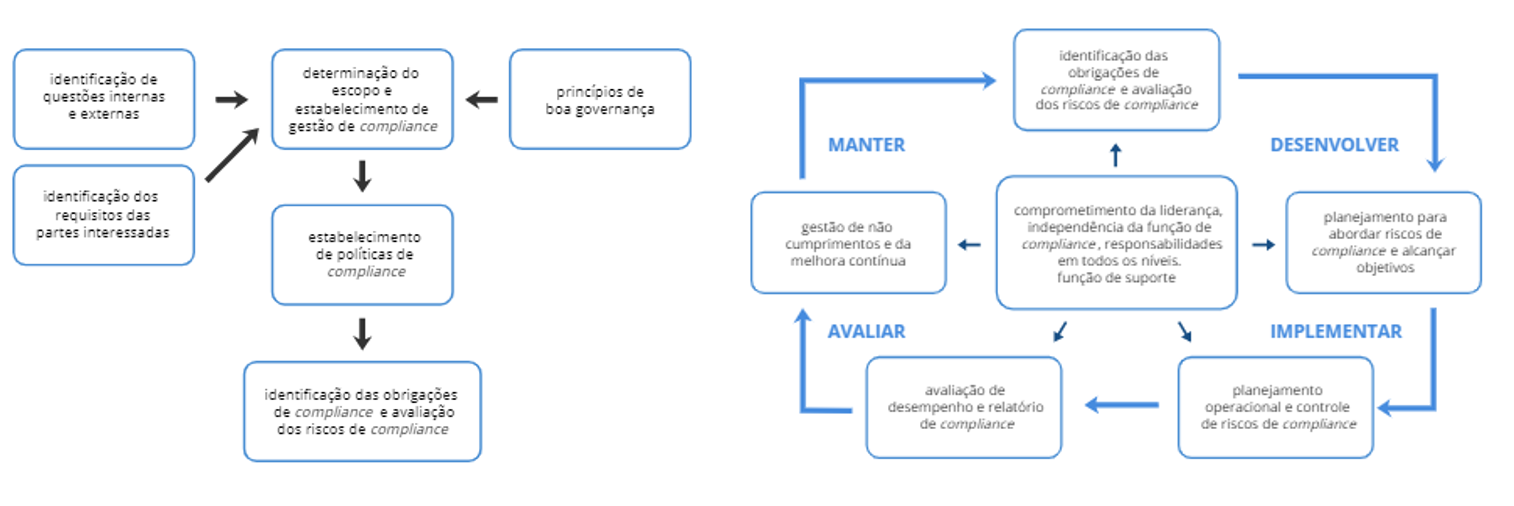 identificação de
questões internas
e externas
determinação do
escopo e
estabelecimento de
gestão de compliance
princípios de
boa governança
identificação dos
requisitos das
partes interessadas
estabelecimento
de políticas de
compliance
identificação das obrigações
de compliance e avaliação
dos riscos de compliance
identificação das
obrigações de
compliance e avaliação
dos riscos de compliance
MANTER
DESENVOLVER
gestão de não
cumprimentos e da
melhora contínua
comprometimento da liderança,
independência da função de
compliance, responsabilidades
em todos os níveis.
função de suporte
planejamento para
abordar riscos de
compliance e alcançar
objetivos
AVALIAR
IMPLEMENTAR
avaliação de
desempenho e relatório
de compliance
planejamento
operacional e controle
de riscos de compliance